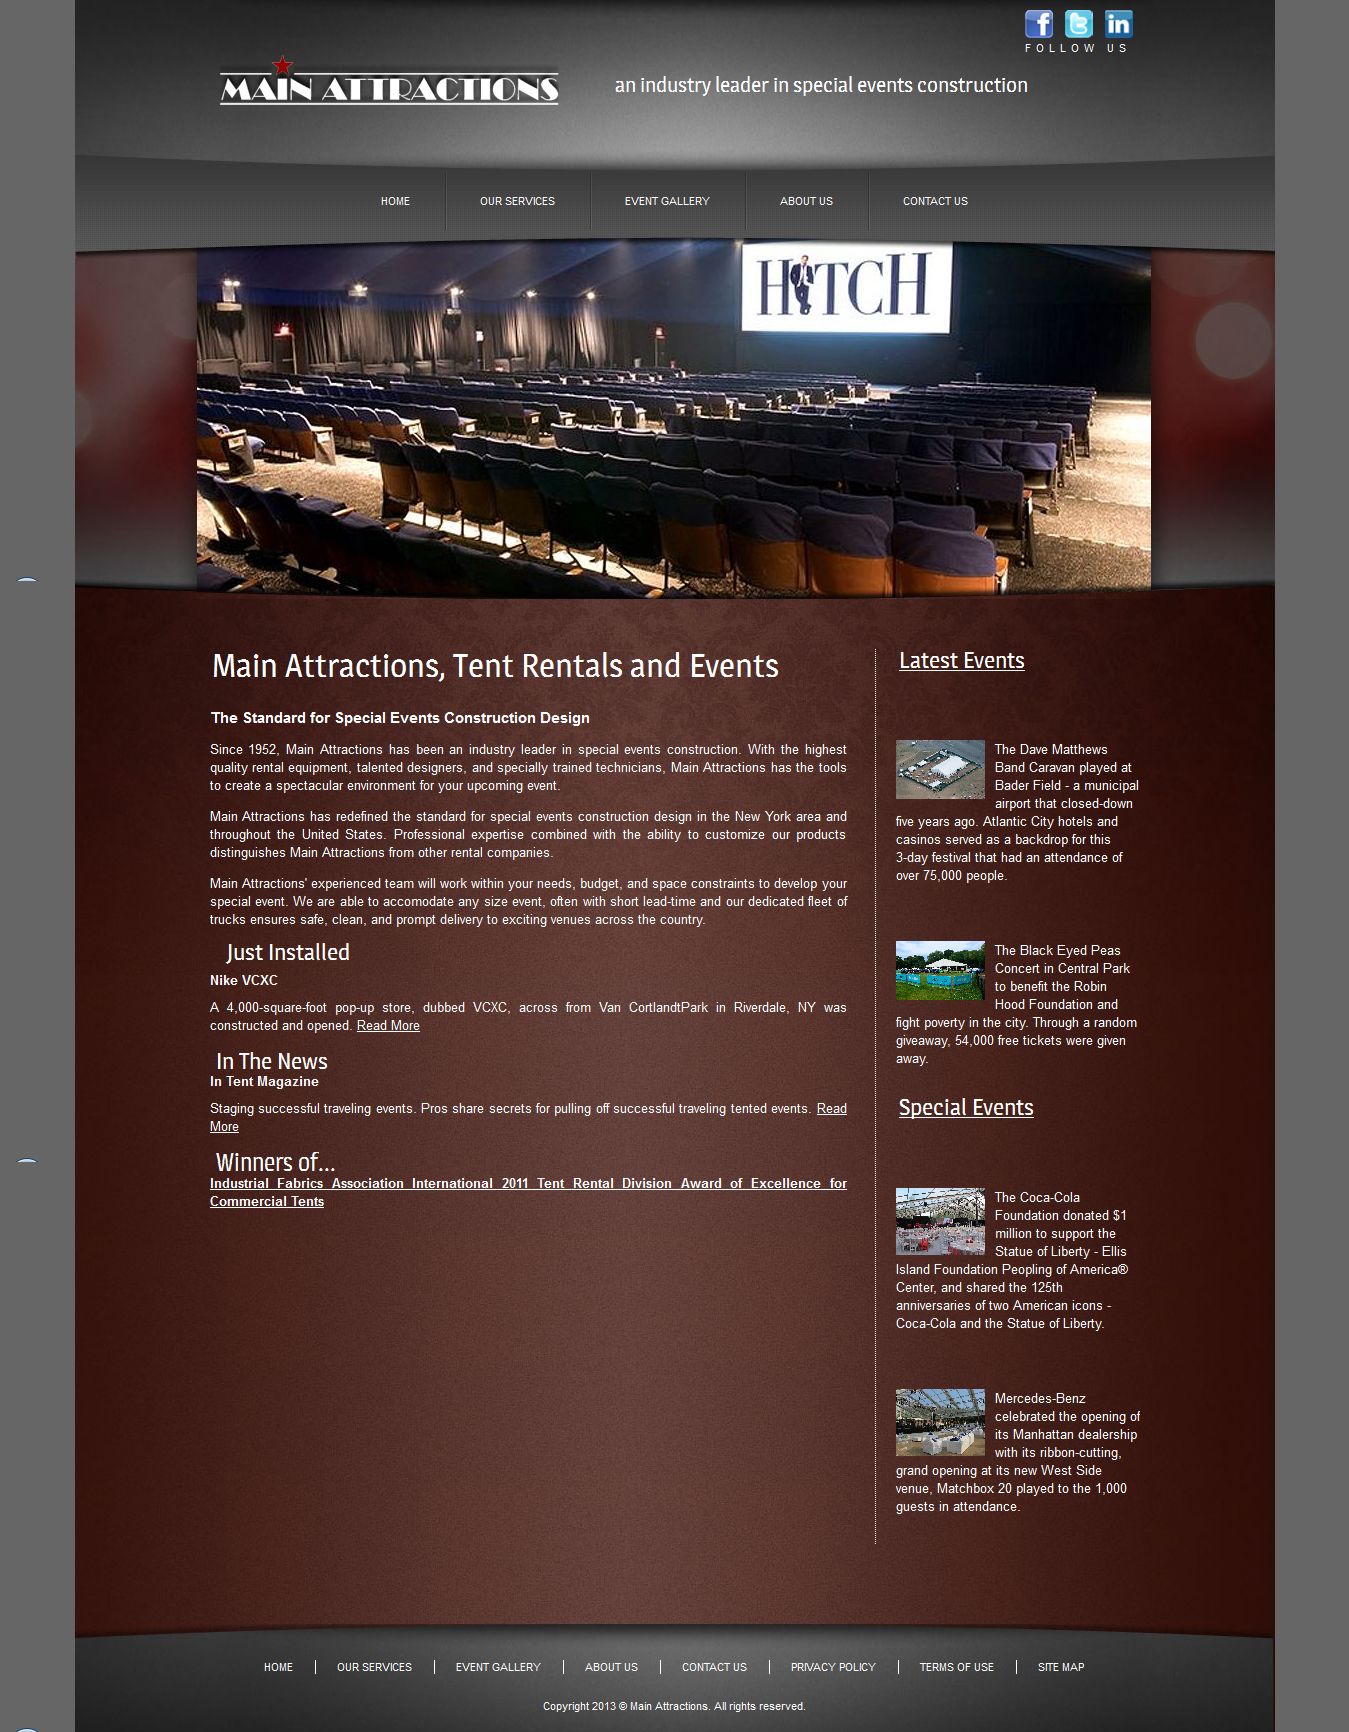 FOLLOW US
MAIN ATTRACTIONS
an industry leader in special events construction
HOME
OUR SERVICES
EVENT GALLERY
ABOUT US
CONTACT US
HITCH
Main Attractions, Tent Rentals and Events
The Standard for Special Events Construction Design
Since 1952, Main Attractions has been an industry leader in special events construction. With the highest
quality rental equipment, talented designers, and specially trained technicians, Main Attractions has the tools
to create a spectacular environment for your upcoming event.
Main Attractions has redefined the standard for special events construction design in the New York area and
throughout the United States. Professional expertise combined with the ability to customize our products
distinguishes Main Attractions from other rental companies.
Main Attractions' experienced team will work within your needs, budget, and space constraints to develop your
special event. We are able to accomodate any size event, often with short lead-time and our dedicated fleet of
trucks ensures safe, clean, and prompt delivery to exciting venues across the country.
Just Installed
Nike VCXC
A 4,000-square-foot pop-up store, dubbed VCXC, across from Van CortlandtPark in Riverdale, NY was
constructed and opened. Read More
In The News
In Tent Magazine
Staging successful traveling events. Pros share secrets for pulling off successful traveling tented events. Read
More
Winners of...
Industrial Fabrics Association International 2011 Tent Rental Division Award of Excellence for
Commercial Tents
Latest Events
The Dave Matthews
Band Caravan played at
Bader Field - a municipal
airport that closed-down
five years ago. Atlantic City hotels and
casinos served as a backdrop for this
3-day festival that had an attendance of
over 75,000 people.
The Black Eyed Peas
Concert in Central Park
to benefit the Robin
Hood Foundation and
fight poverty in the city. Through a random
giveaway, 54,000 free tickets were given
away.
Special Events
The Coca-Cola
Foundation donated $1
million to support the
Statue of Liberty - Ellis
Island Foundation Peopling of America®
Center, and shared the 125th
anniversaries of two American icons -
Coca-Cola and the Statue of Liberty.
Mercedes-Benz
celebrated the opening of
its Manhattan dealership
with its ribbon-cutting,
grand opening at its new West Side
venue, Matchbox 20 played to the 1,000
guests in attendance.
HOME
OUR SERVICES
EVENT GALLERY
ABOUT US
CONTACT US
PRIVACY POLICY
TERMS OF USE
SITE MAP
Copyright 2013 © Main Attractions. All rights reserved.